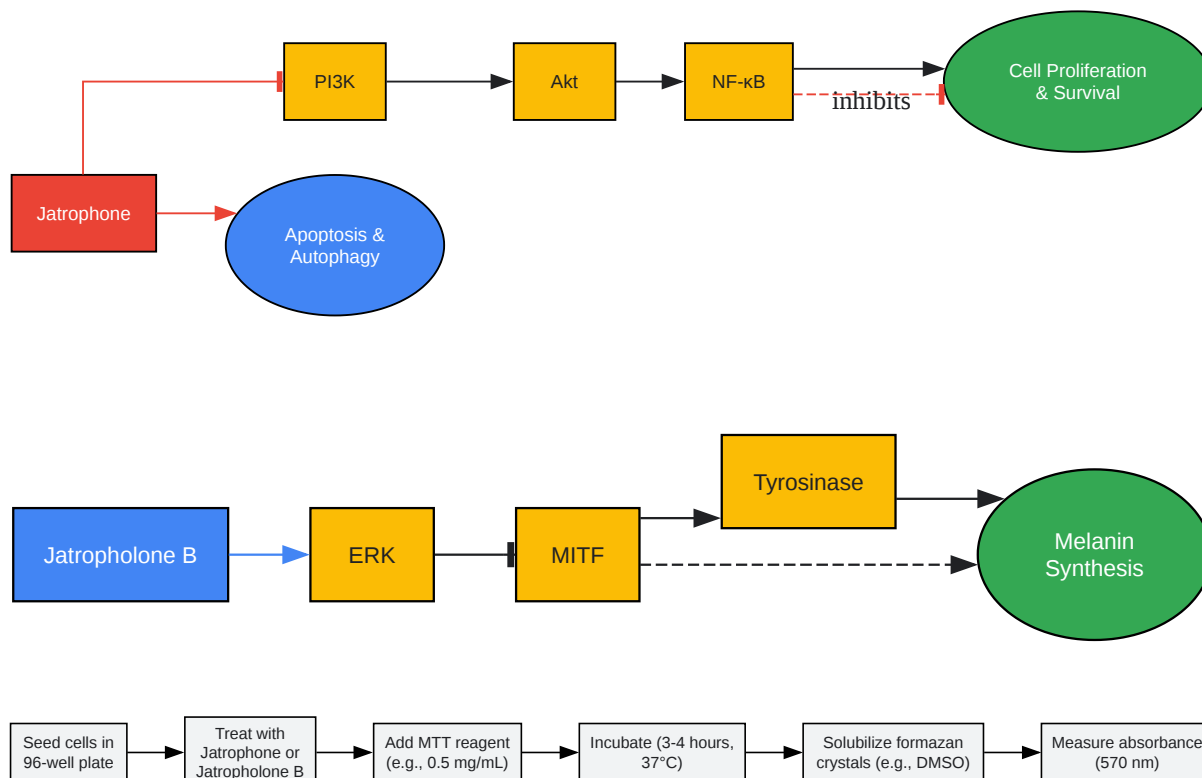 PI3K
Akt
NF-κB
inhibits
Cell Proliferation
& Survival
Jatrophone
Apoptosis &
Autophagy
Jatropholone B
ERK
MITF
Tyrosinase
Melanin
Synthesis
Seed cells in
96-well plate
Treat with
Jatrophone or
Jatropholone B
Add MTT reagent
(e.g., 0.5 mg/mL)
Incubate (3-4 hours,
37°C)
Solubilize formazan
crystals (e.g., DMSO)
Measure absorbance
(570 nm)